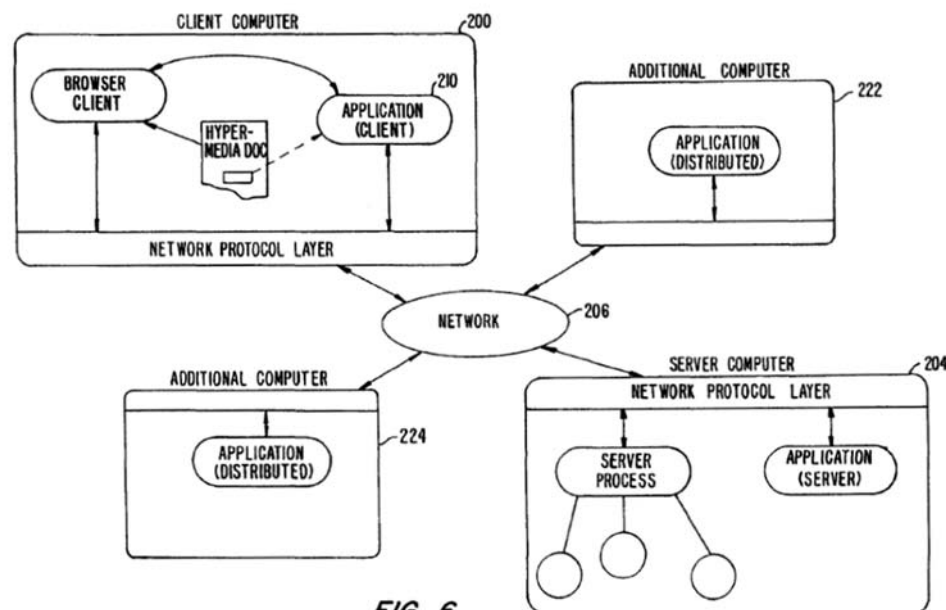 CLIENT COMPUTER
200
BROWSER
CLIENT
210
APPLICATION
(CLIENT)
HYPER-
MEDIA DOC
NETWORK PROTOCOL LAYER
ADDITIONAL COMPUTER
222
APPLICATION
(DISTRIBUTED)
NETWORK
206
ADDITIONAL COMPUTER
224
APPLICATION
(DISTRIBUTED)
SERVER COMPUTER
204
NETWORK PROTOCOL LAYER
SERVER
PROCESS
APPLICATION
(SERVER)
FIG. 6